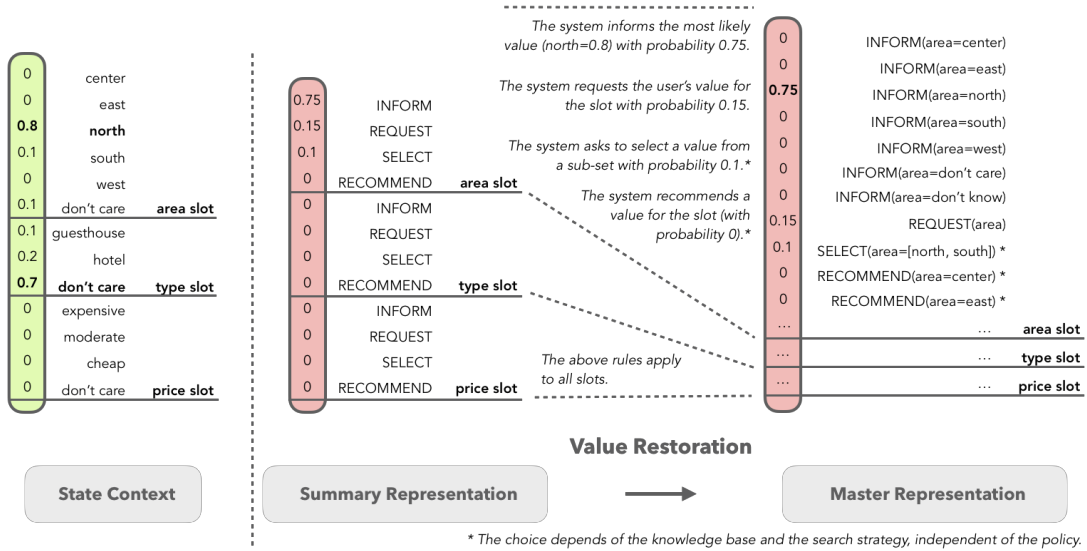 0 center
0 east
0.8 north
0.1 south
0 west
0.1 don't care area slot
0.1 guesthouse
0.2 hotel
0.7 don't care type slot
0 expensive
0 moderate
0 cheap
0 don't care price slot
State Context
0.75 INFORM
0.15 REQUEST
0.1 SELECT
0 RECOMMEND area slot
0 INFORM
0 REQUEST
0 SELECT
0 RECOMMEND type slot
0 INFORM
0 REQUEST
0 SELECT
0 RECOMMEND price slot
Summary Representation
The system informs the most likely
value (north=0.8) with probability 0.75.
The system requests the user's value for
the slot with probability 0.15.
The system asks to select a value from
a sub-set with probability 0.1.*
The system recommends a
value for the slot (with
probability 0).*
The above rules apply
to all slots.
Value Restoration
0 INFORM(area=center)
0 INFORM(area=east)
0.75 INFORM(area=north)
0 INFORM(area=south)
0 INFORM(area=west)
0 INFORM(area=don't care)
0 INFORM(area=don't know)
0.15 REQUEST(area)
0.1 SELECT(area=[north, south]) *
0 RECOMMEND(area=center) *
0 RECOMMEND(area=east) *
... ... area slot
... ... type slot
... ... price slot
Master Representation
* The choice depends of the knowledge base and the search strategy, independent of the policy.